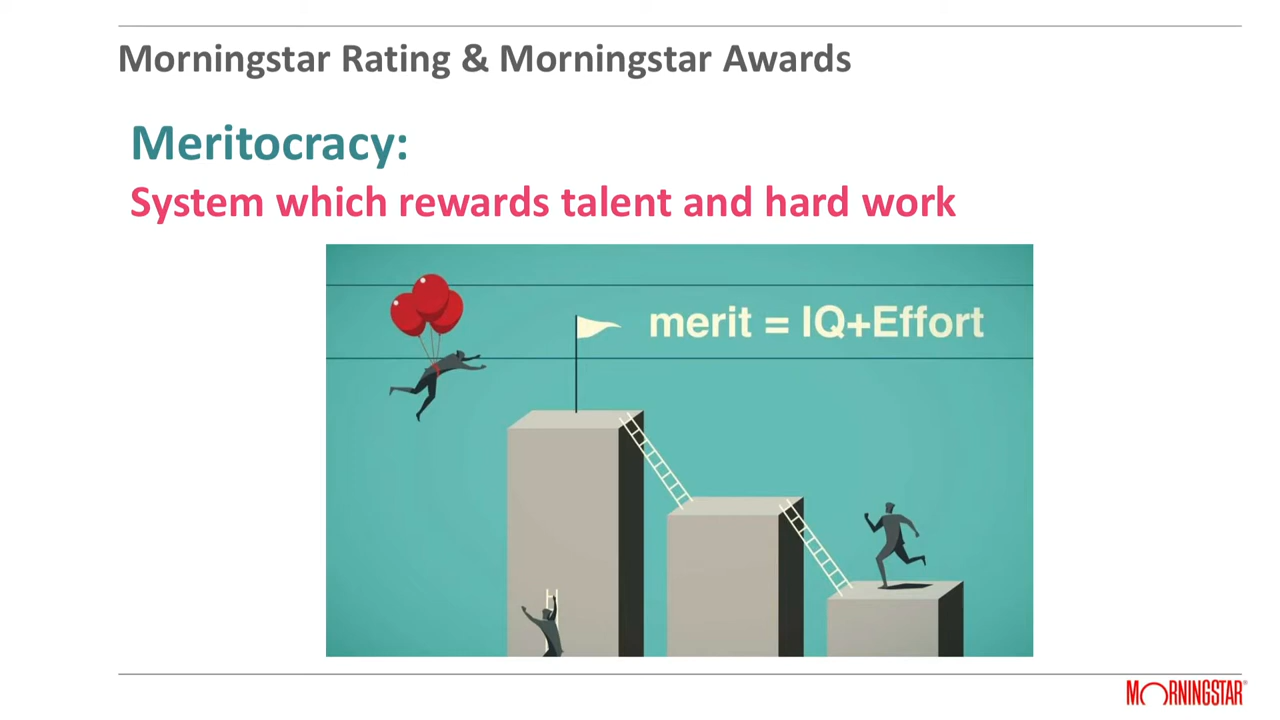 Morningstar Rating & Morningstar Awards
Meritocracy:
System which rewards talent and hard work
merit = IQ+Effort
MORNINGSTAR®